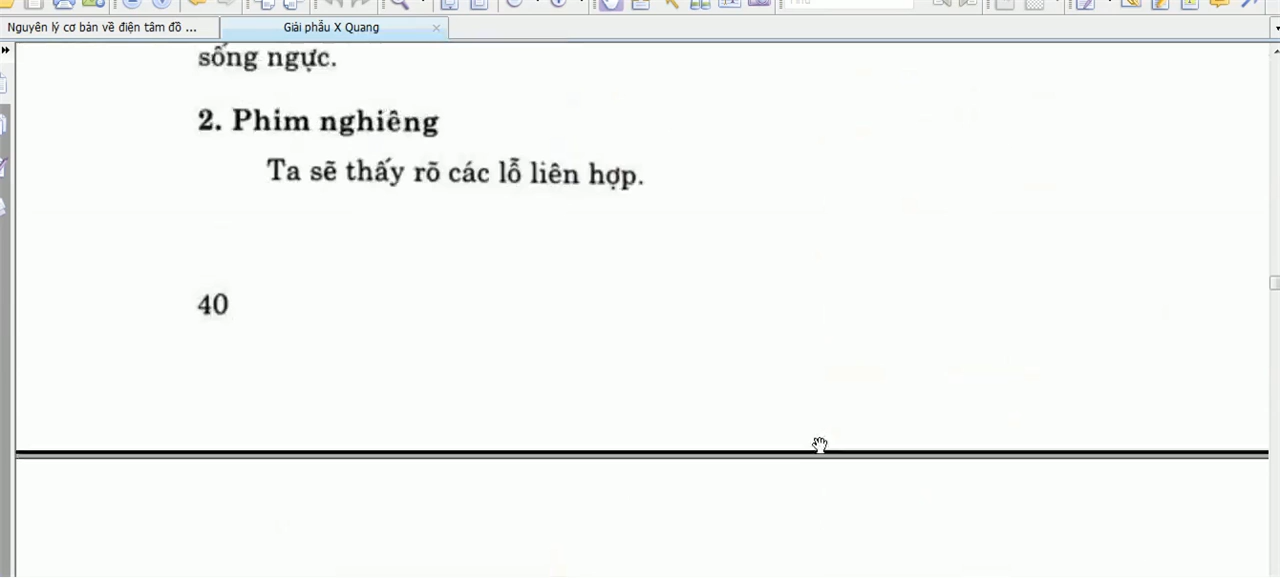 Nguyên lý cơ bản về điện tâm đồ ...
Giải phẫu X Quang
sống ngực.
2. Phim nghiêng
Ta sẽ thấy rõ các lỗ liên hợp.
40